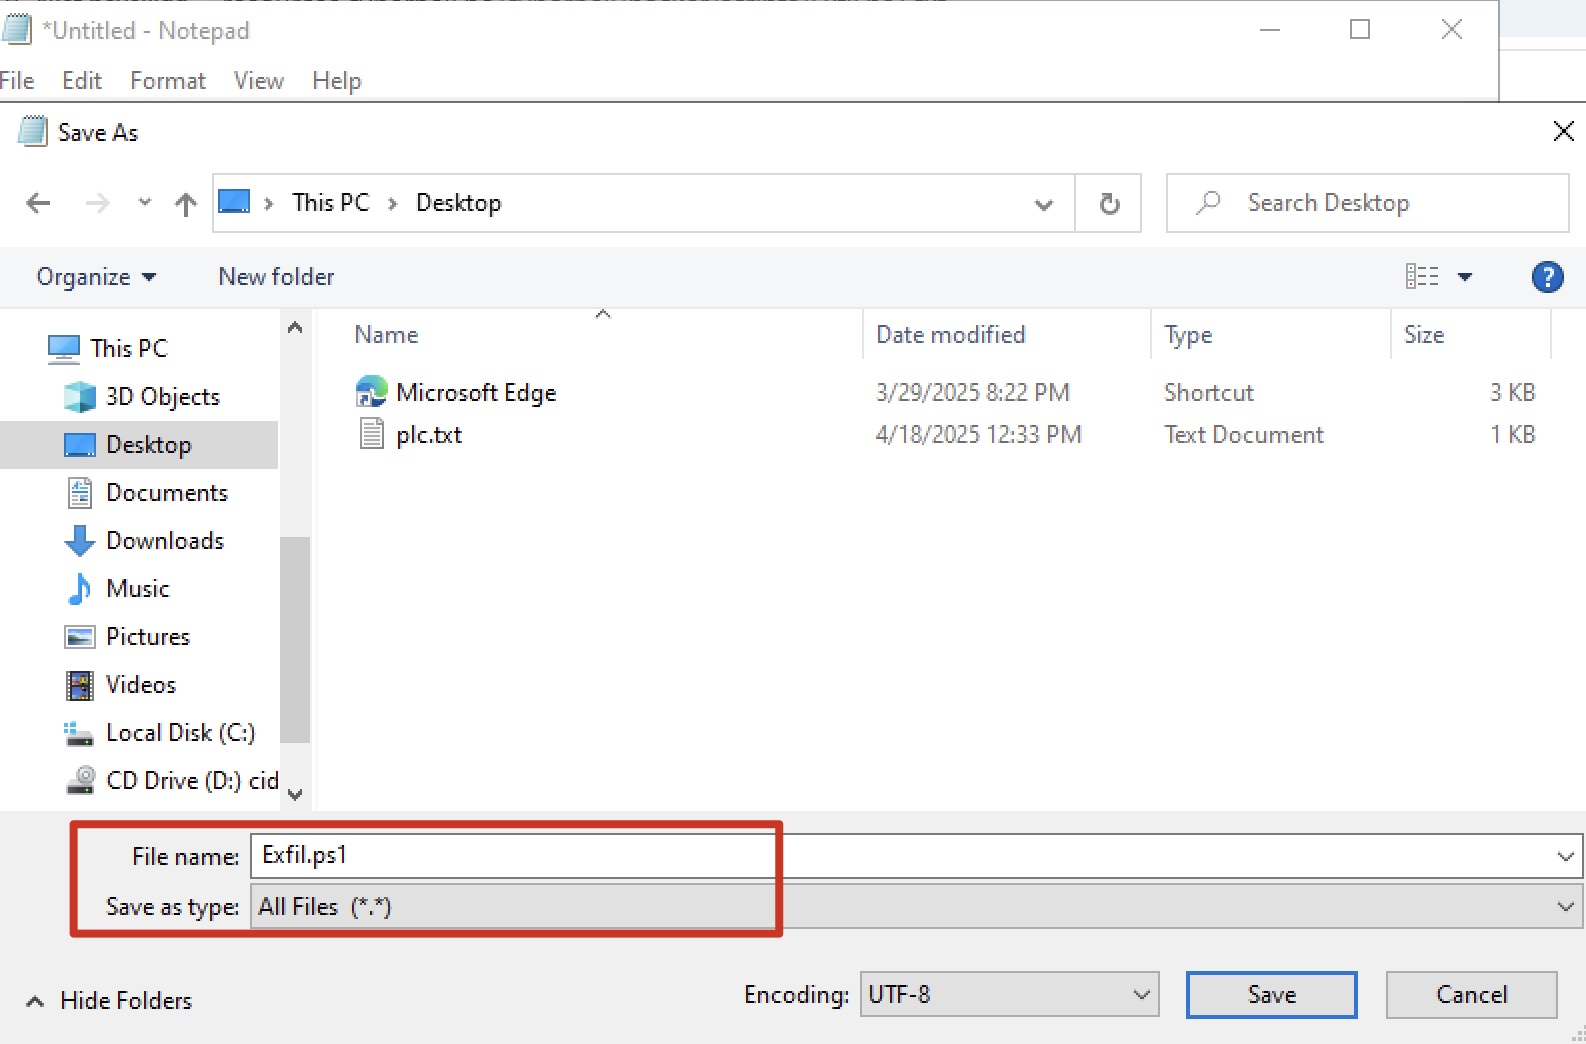 *Untitled - Notepad
File Edit Format View Help
Save As
This PC > Desktop
Search Desktop
Organize New folder
?
Name Date modified Type Size
This PC
3D Objects
Desktop
Documents
Downloads
Music
Pictures
Videos
Local Disk (C:)
CD Drive (D:) cid
Microsoft Edge 3/29/2025 8:22 PM Shortcut 3 KB
plc.txt 4/18/2025 12:33 PM Text Document 1 KB
File name: Exfil.ps1
Save as type: All Files (*.*)
Hide Folders
Encoding: UTF-8 Save Cancel